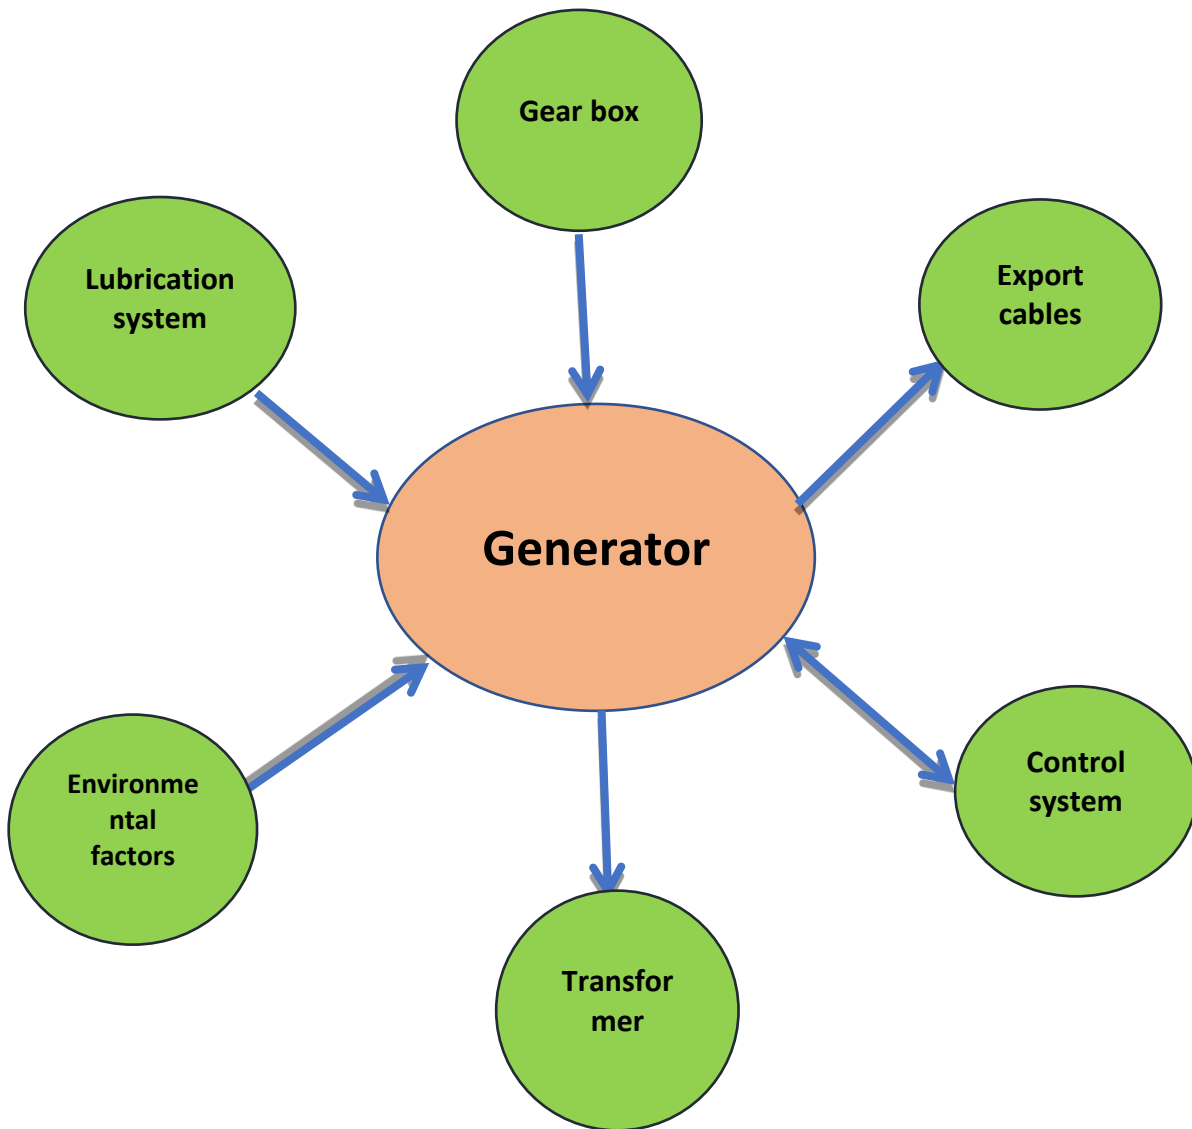 Gear box
Lubrication
system
Export
cables
Generator
Environme
ntal
factors
Control
system
Transfor
mer